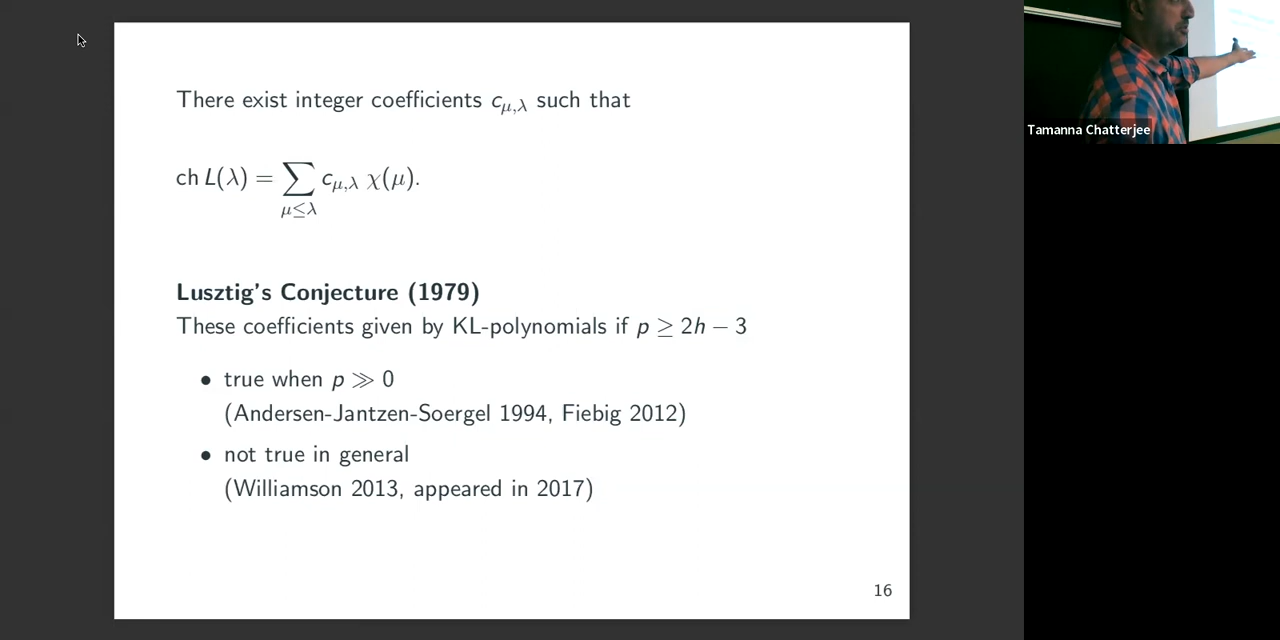 There exist integer coefficients c_{μ,λ} such that
ch L(λ) = ∑_{μ≤λ} c_{μ,λ} χ(μ).
Lusztig's Conjecture (1979)
These coefficients given by KL-polynomials if p ≥ 2h − 3
• true when p ≫ 0
(Andersen-Jantzen-Soergel 1994, Fiebig 2012)
• not true in general
(Williamson 2013, appeared in 2017)
16
Tamanna Chatterjee